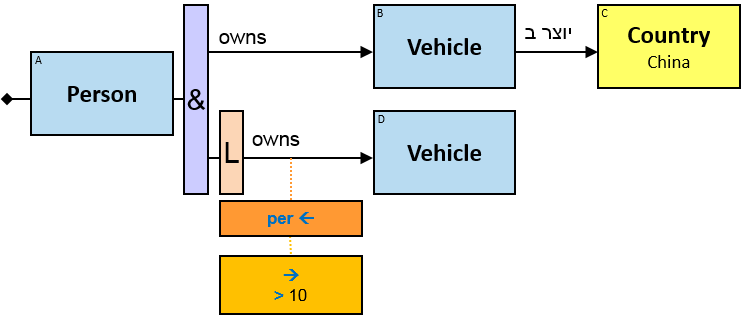 A
Person
&
owns
B
Vehicle
יוצר ב
C
Country
China
L
owns
D
Vehicle
per ←
→
> 10